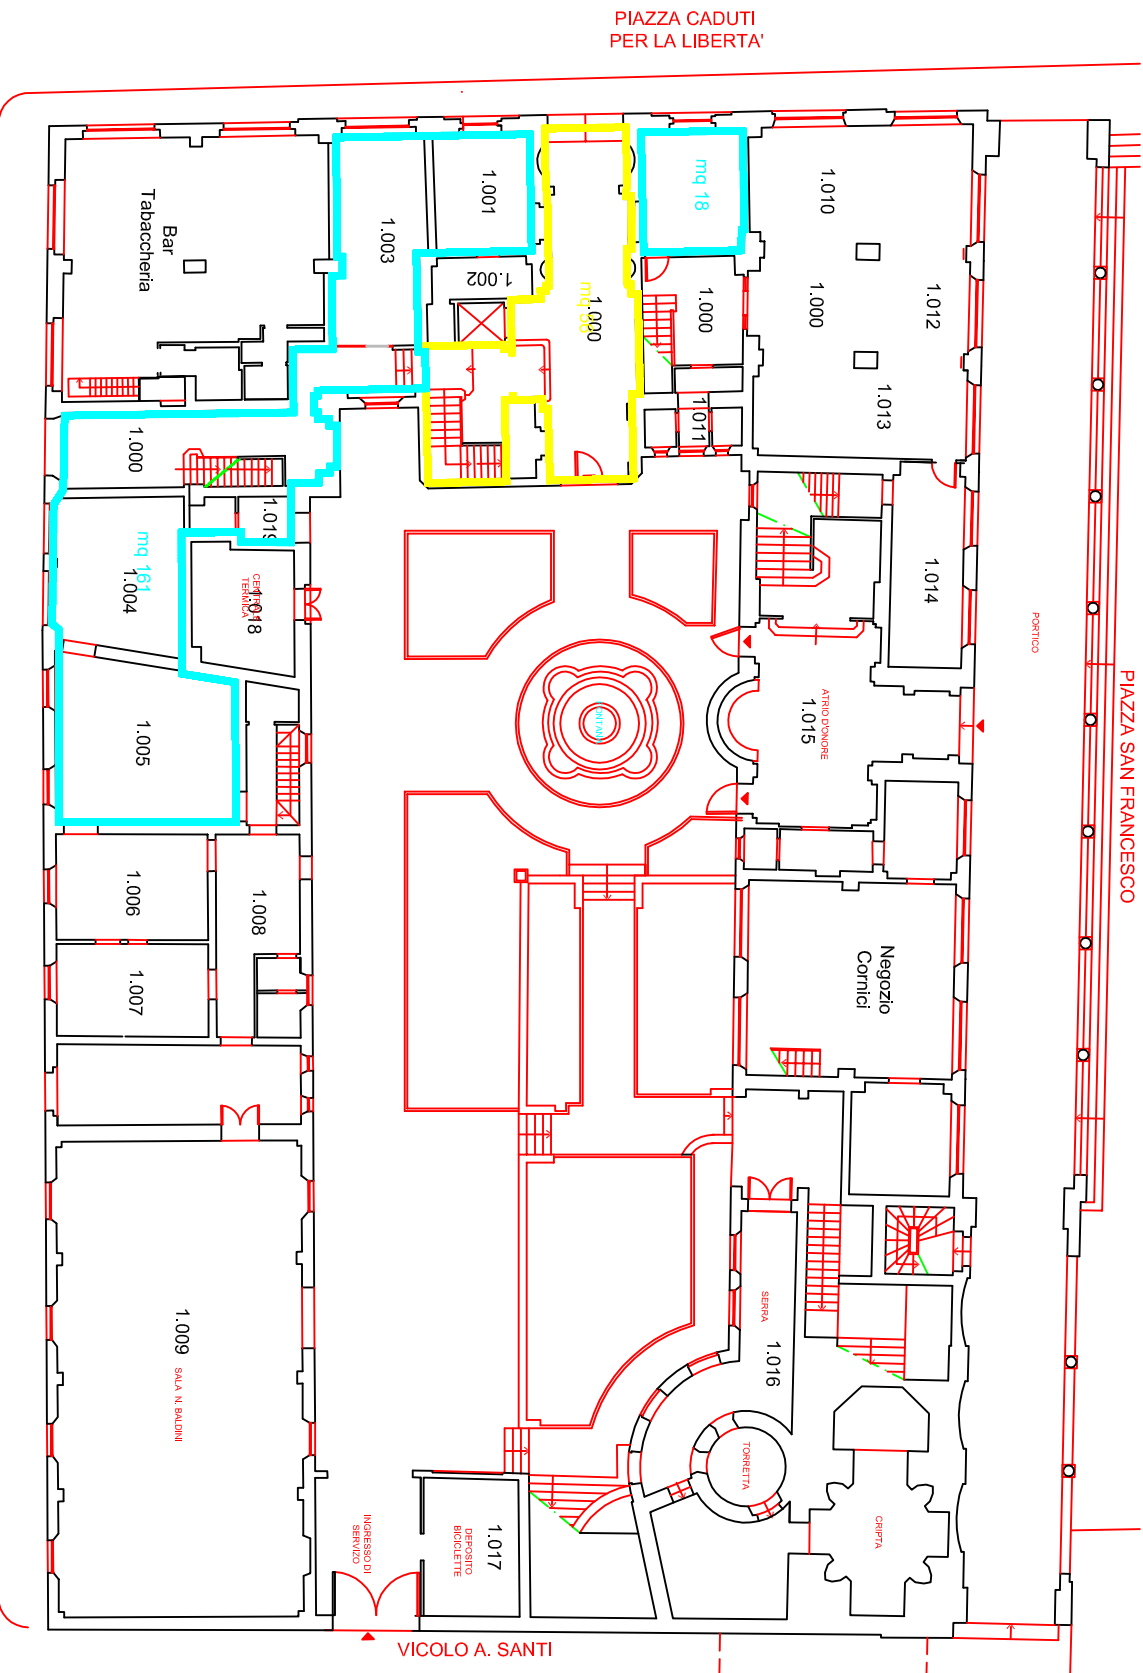 PIAZZA CADUTI
PER LA LIBERTA'
Bar
Tabaccheria
1.003
1.001
1.002
1.000
mq 18
1.000
1.010
1.000
1.012
1.013
1.011
1.000
1.019
mq 161
1.004
CENTRALE
TERMICA
1.018
1.014
PORTICO
PIAZZA SAN FRANCESCO
ATRIO D'ONORE
1.015
FONTANA
1.005
1.006
1.008
1.007
Negozio
Cornici
1.009
SALA N. BALDINI
SERRA
1.016
TORRETTA
CRIPTA
INGRESSO DI
SERVIZO
DEPOSITO
BICICLETTE
1.017
VICOLO A. SANTI